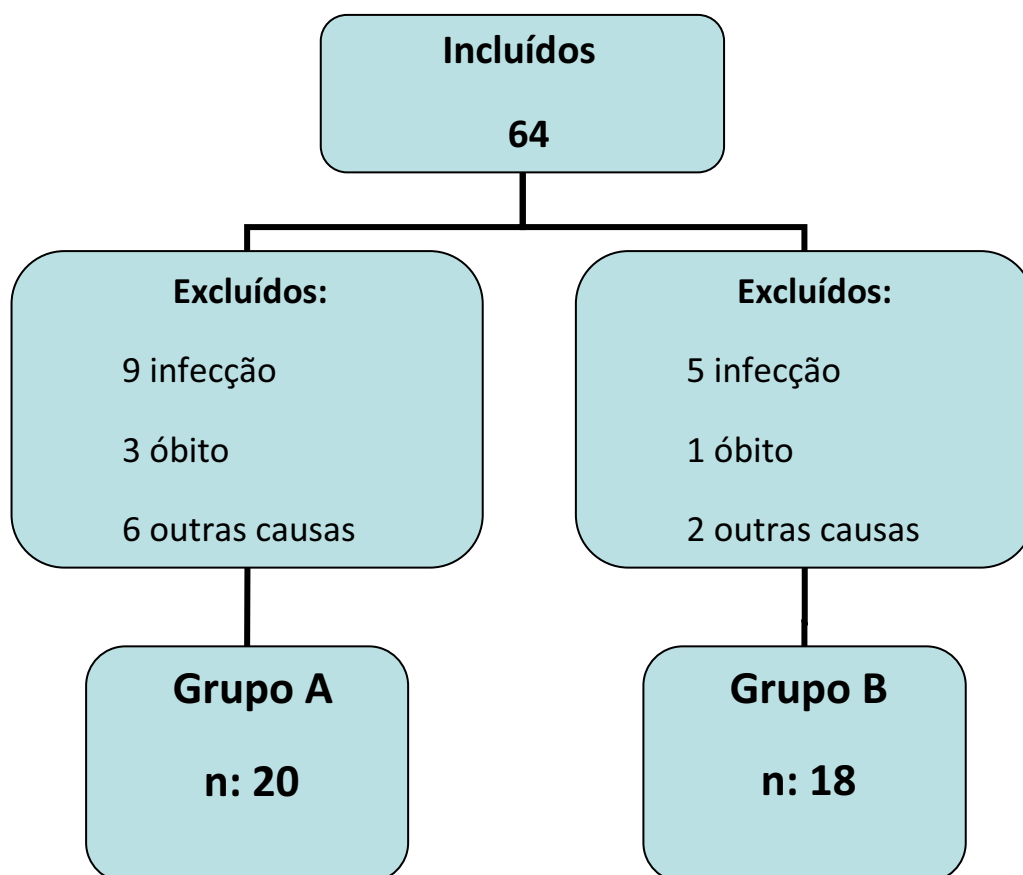 Incluídos
64
Excluídos:
9 infecção
3 óbito
6 outras causas
Excluídos:
5 infecção
1 óbito
2 outras causas
Grupo A
n: 20
Grupo B
n: 18